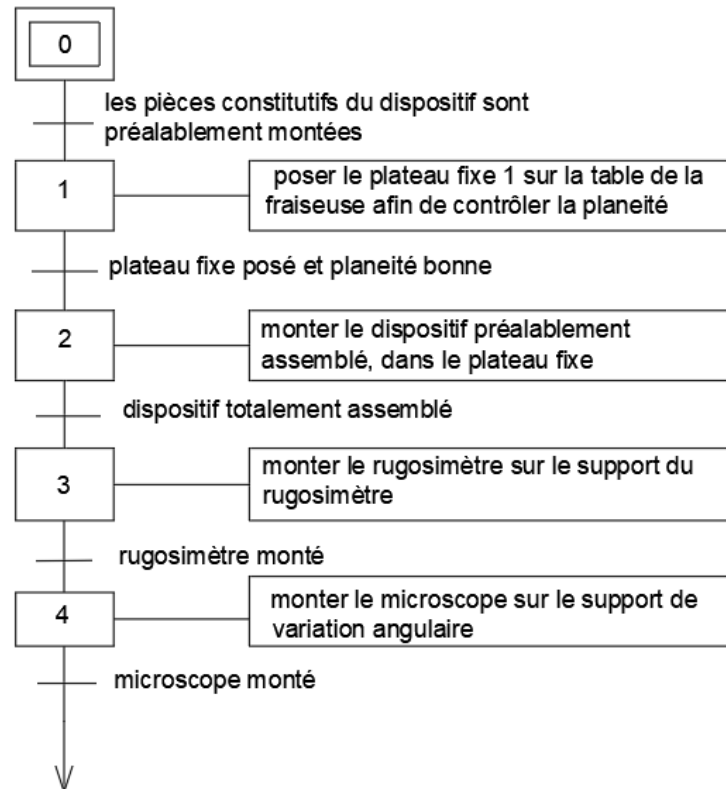 0
les pièces constitutifs du dispositif sont
préalablement montées
1
poser le plateau fixe 1 sur la table de la
fraiseuse afin de contrôler la planeité
plateau fixe posé et planeité bonne
2
monter le dispositif préalablement
assemblé, dans le plateau fixe
dispositif totalement assemblé
3
monter le rugosimètre sur le support du
rugosimètre
rugosimètre monté
4
monter le microscope sur le support de
variation angulaire
microscope monté